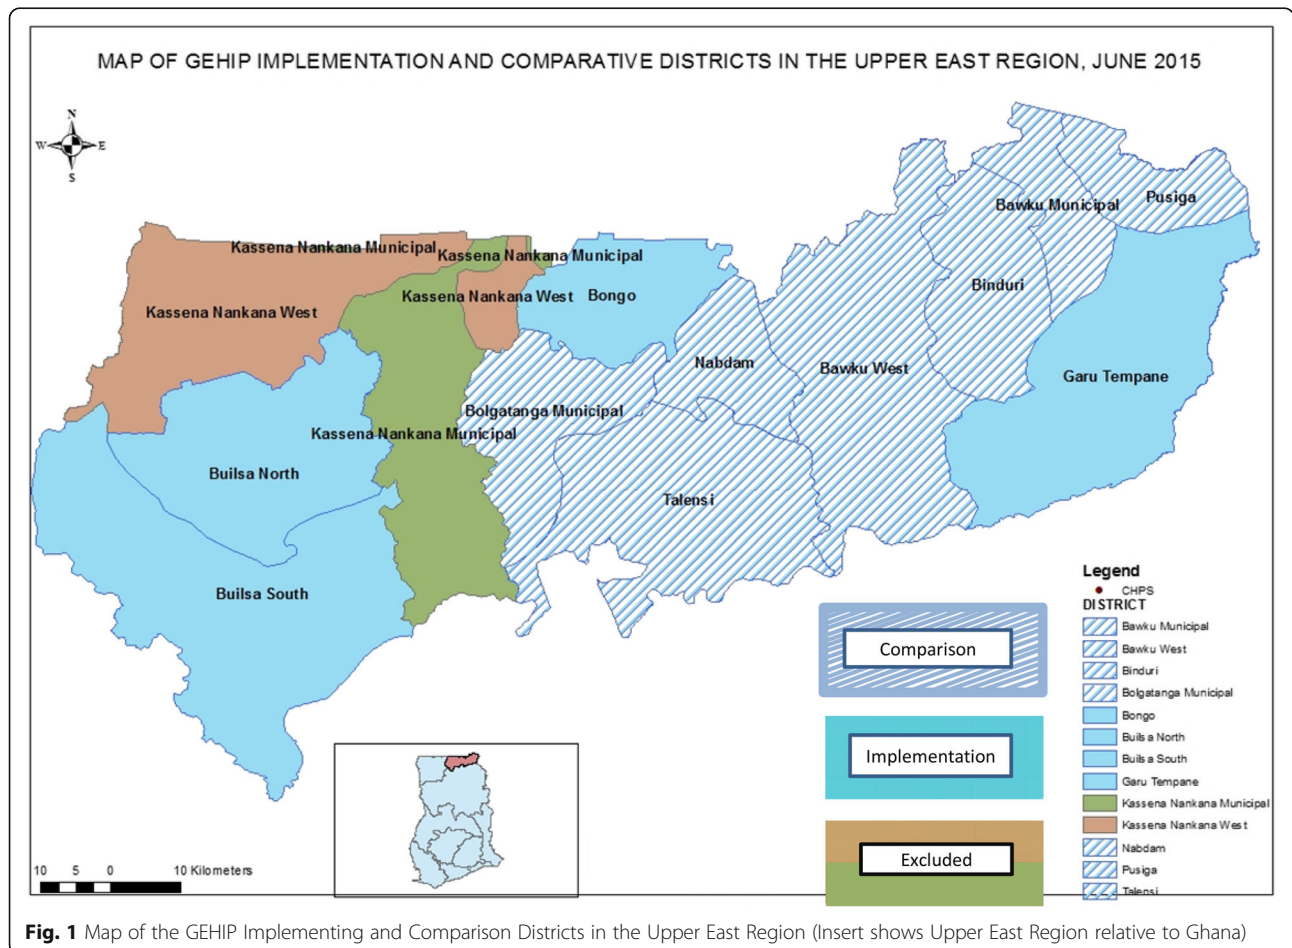 MAP OF GEHIP IMPLEMENTATION AND COMPARATIVE DISTRICTS IN THE UPPER EAST REGION, JUNE 2015
N
W
E
S
Pusiga
Bawku Municipal
Kassena Nankana Municipal
Kassena Nankana Municipal
Binduri
Kassena Nankana West
Bongo
Kassena Nankana West
Nabdam
Bawku West
Garu Tempane
Bolgatanga Municipal
Kassena Nankana Municipal
Builsa North
Talensi
Builsa South
Comparison
Implementation
Excluded
Legend
CHPS
DISTRICT
Bawku Municipal
Bawku West
Binduri
Bolgatanga Municipal
Bongo
Builsa North
Builsa South
Garu Tempane
Kassena Nankana Municipal
Kassena Nankana West
Nabdam
Pusiga
Talensi
10 5 0 10 Kilometers
Fig. 1 Map of the GEHIP Implementing and Comparison Districts in the Upper East Region (Insert shows Upper East Region relative to Ghana)